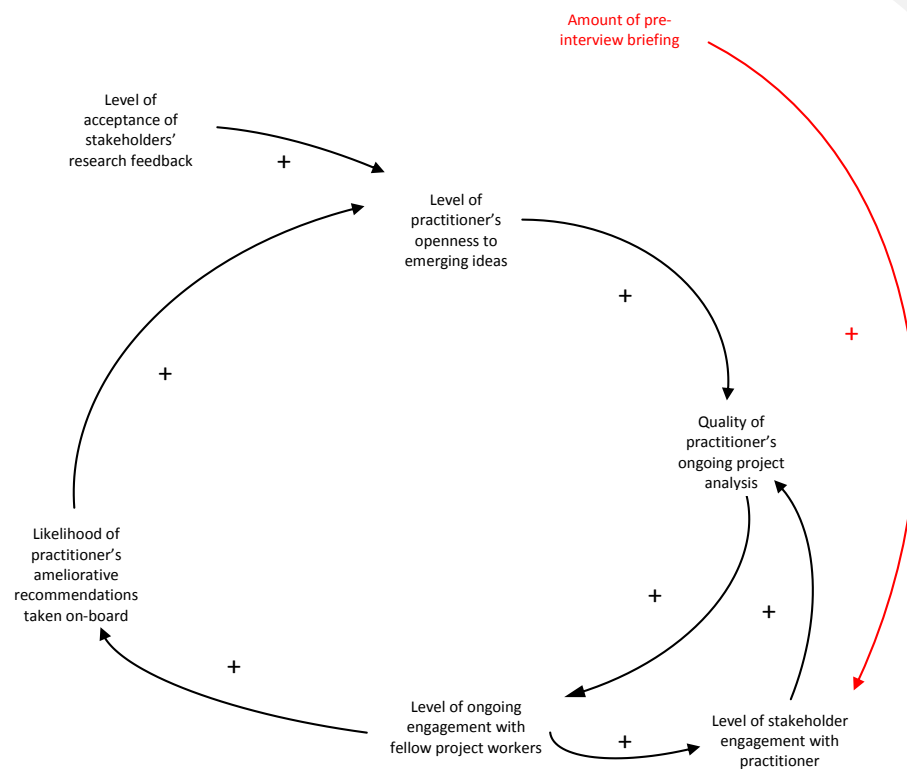 Amount of pre-
interview briefing
Level of
acceptance of
stakeholders’
research feedback
+
Level of
practitioner’s
openness to
emerging ideas
+
+
+
Quality of
practitioner’s
ongoing project
analysis
Likelihood of
practitioner’s
ameliorative
recommendations
taken on-board
+
+
+
Level of ongoing
engagement with
fellow project workers
+
Level of stakeholder
engagement with
practitioner